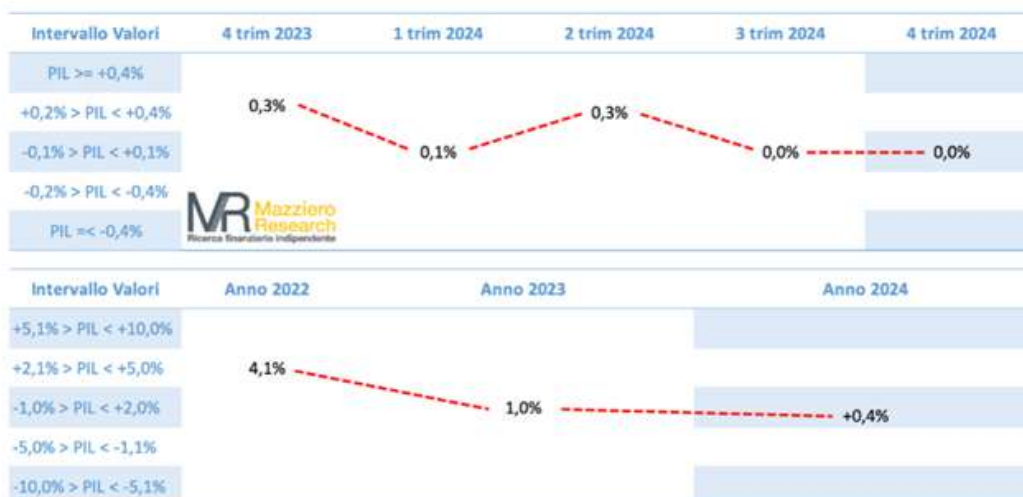 Intervallo Valori 4 trim 2023 1 trim 2024 2 trim 2024 3 trim 2024 4 trim 2024
PIL >= +0,4%
+0,2% > PIL < +0,4% 0,3% 0,3%
-0,1% > PIL < +0,1% 0,1% 0,0% 0,0%
-0,2% > PIL < -0,4%
PIL =< -0,4%
MR Mazziero
Research
Ricerca finanziaria indipendente
Intervallo Valori Anno 2022 Anno 2023 Anno 2024
+5,1% > PIL < +10,0%
+2,1% > PIL < +5,0% 4,1%
-1,0% > PIL < +2,0% 1,0% +0,4%
-5,0% > PIL < -1,1%
-10,0% > PIL < -5,1%